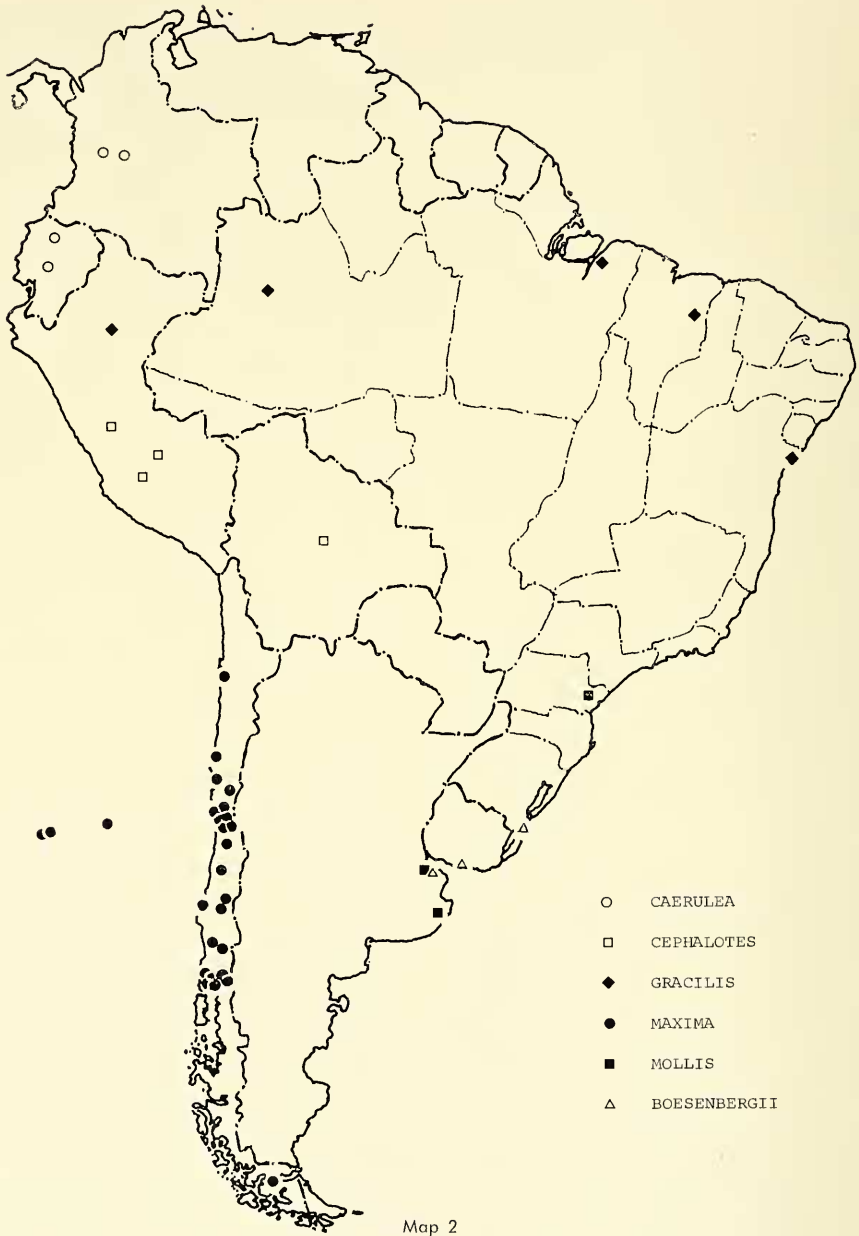 CAERULEA
CEPHALOTES
GRACILIS
MAXIMA
MOLLIS
BOESENBERGII
Map 2